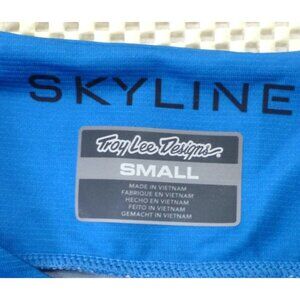 SKYLINE
Troy Lee Designs
SMALL
MADE IN VIETNAM
FABRIQUE EN VIETNAM
HECHO EN VIETNAM
FEITO IN VIETNAM
GEMACHT IN VIETNAM